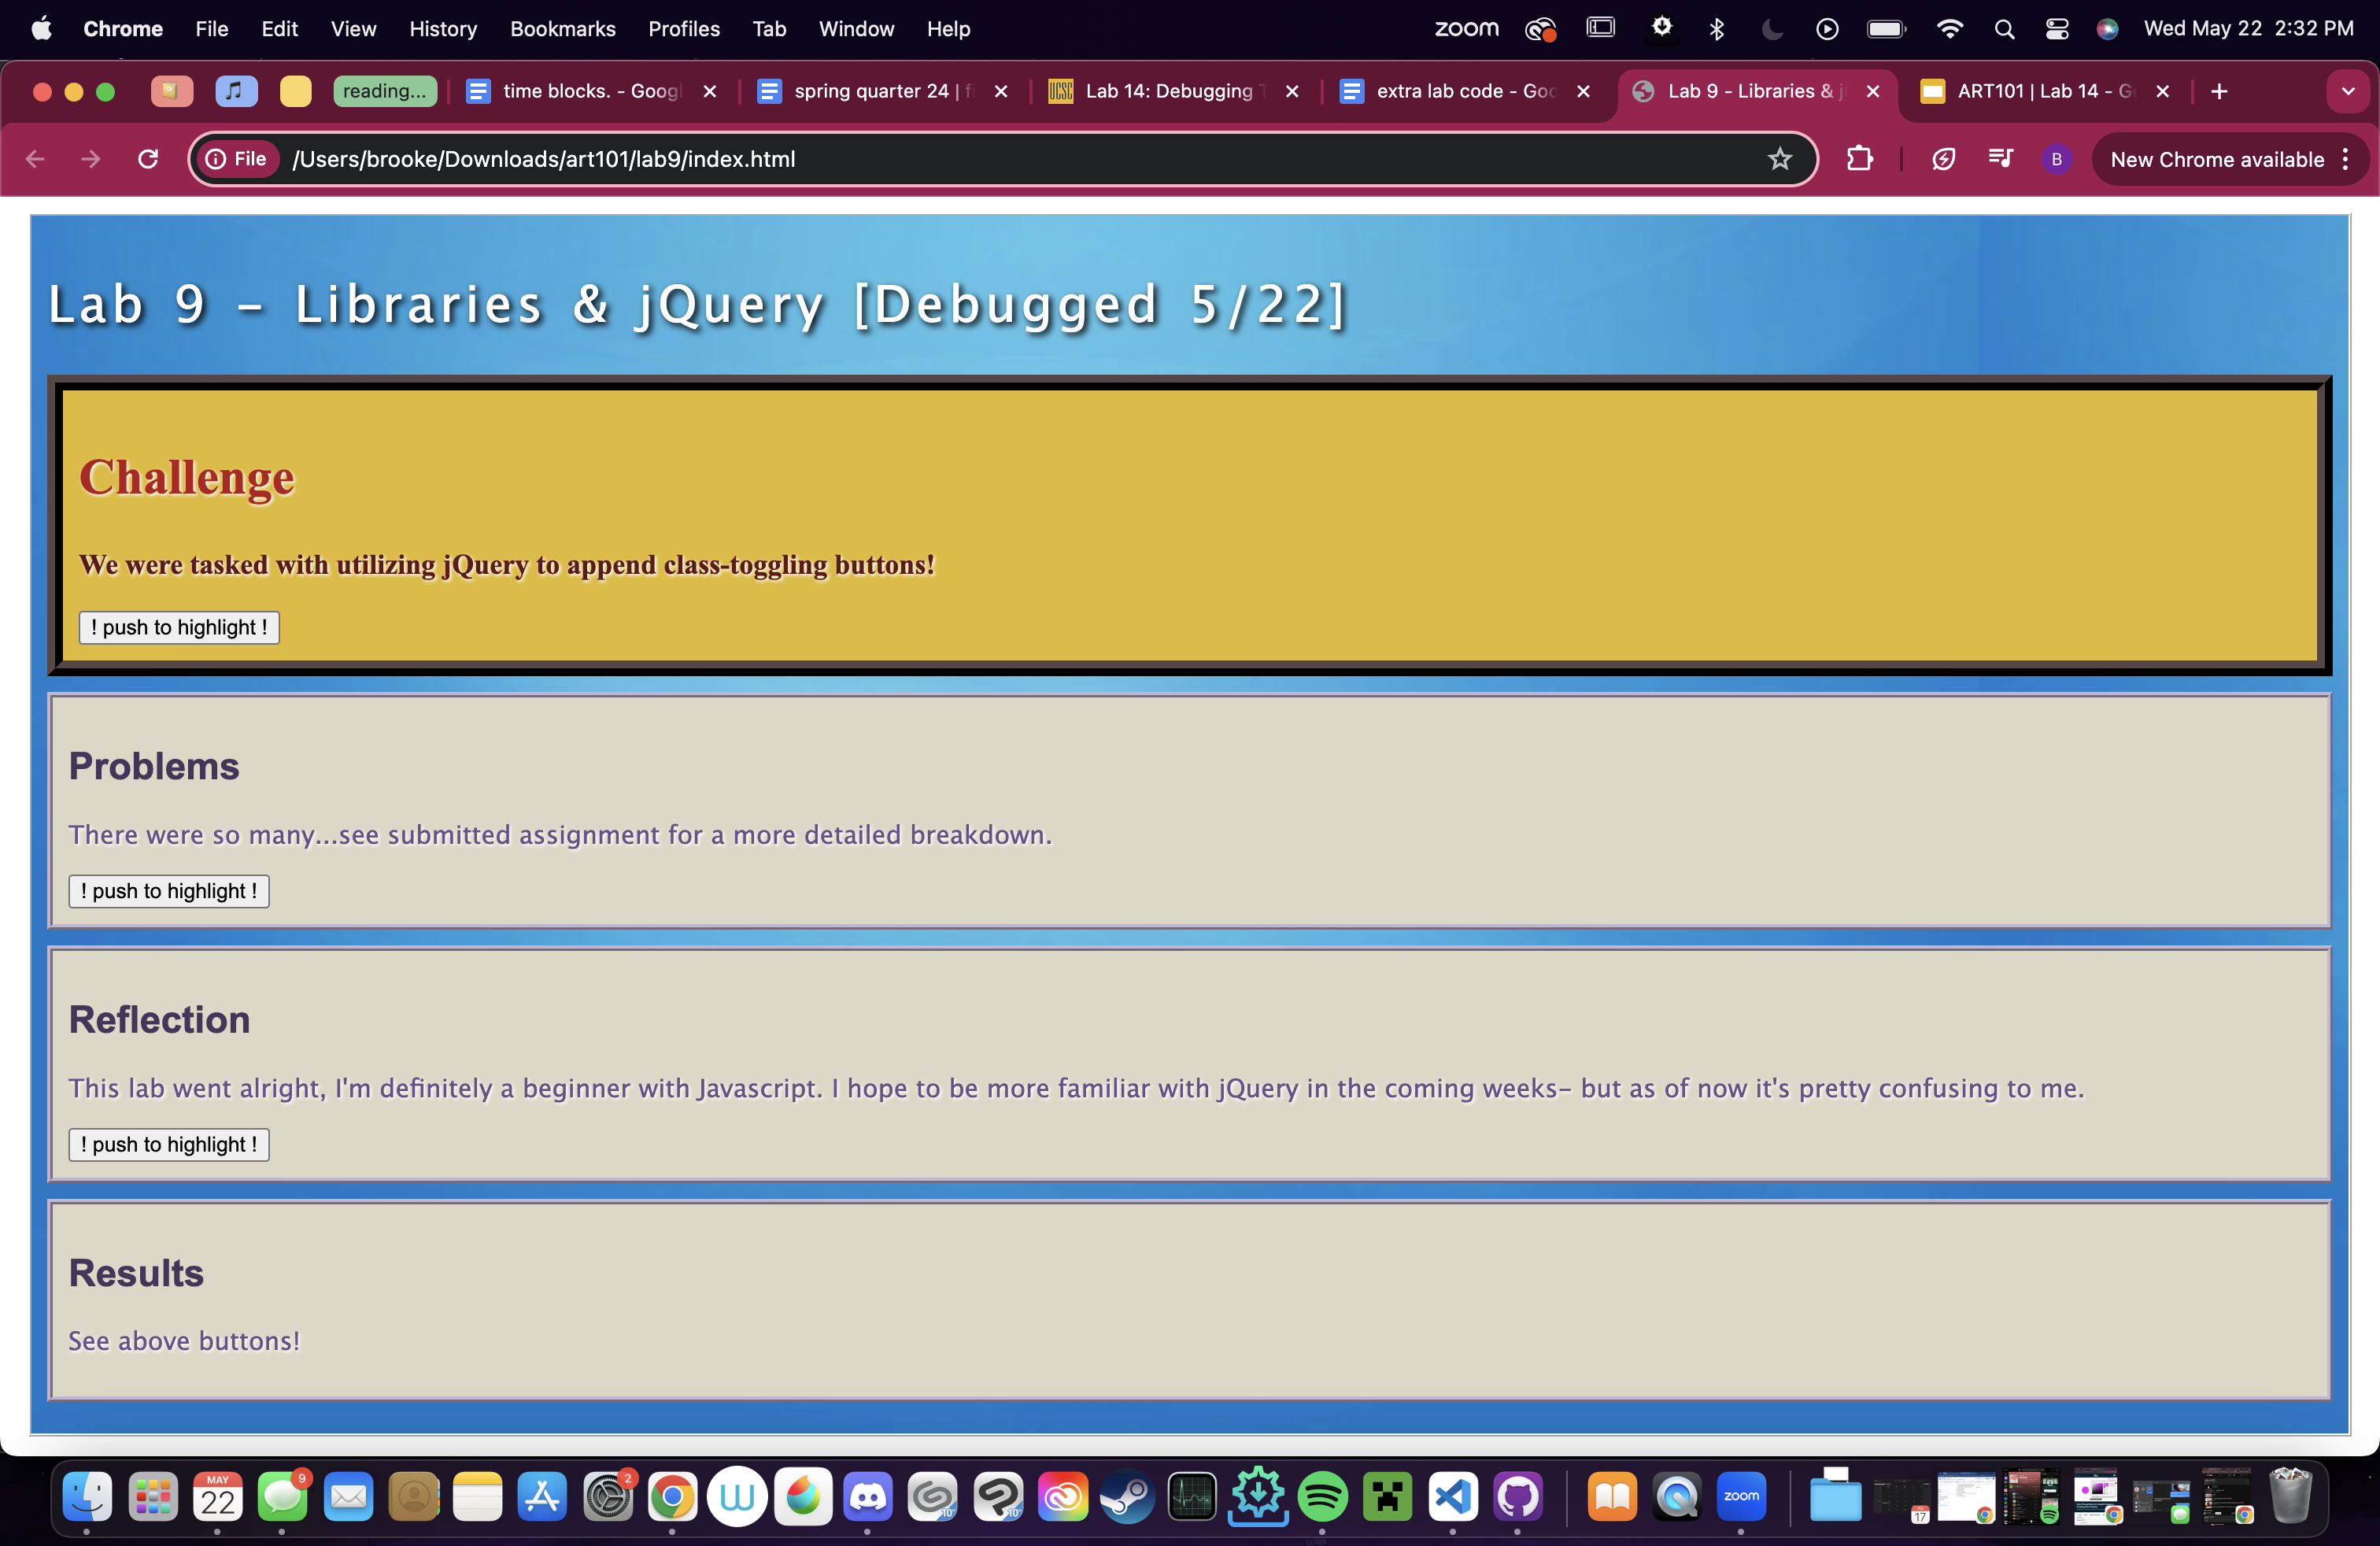 Chrome File Edit View History Bookmarks Profiles Tab Window Help zoom Wed May 22 2:32 PM
reading... time blocks. - Googl spring quarter 24 | f UCSC Lab 14: Debugging extra lab code - Goo Lab 9 - Libraries & j ART101 | Lab 14 - G
File /Users/brooke/Downloads/art101/lab9/index.html B New Chrome available
Lab 9 - Libraries & jQuery [Debugged 5/22]
Challenge
We were tasked with utilizing jQuery to append class-toggling buttons!
! push to highlight !
Problems
There were so many...see submitted assignment for a more detailed breakdown.
! push to highlight !
Reflection
This lab went alright, I'm definitely a beginner with Javascript. I hope to be more familiar with jQuery in the coming weeks- but as of now it's pretty confusing to me.
! push to highlight !
Results
See above buttons!
MAY 9 2
22 zoom 17